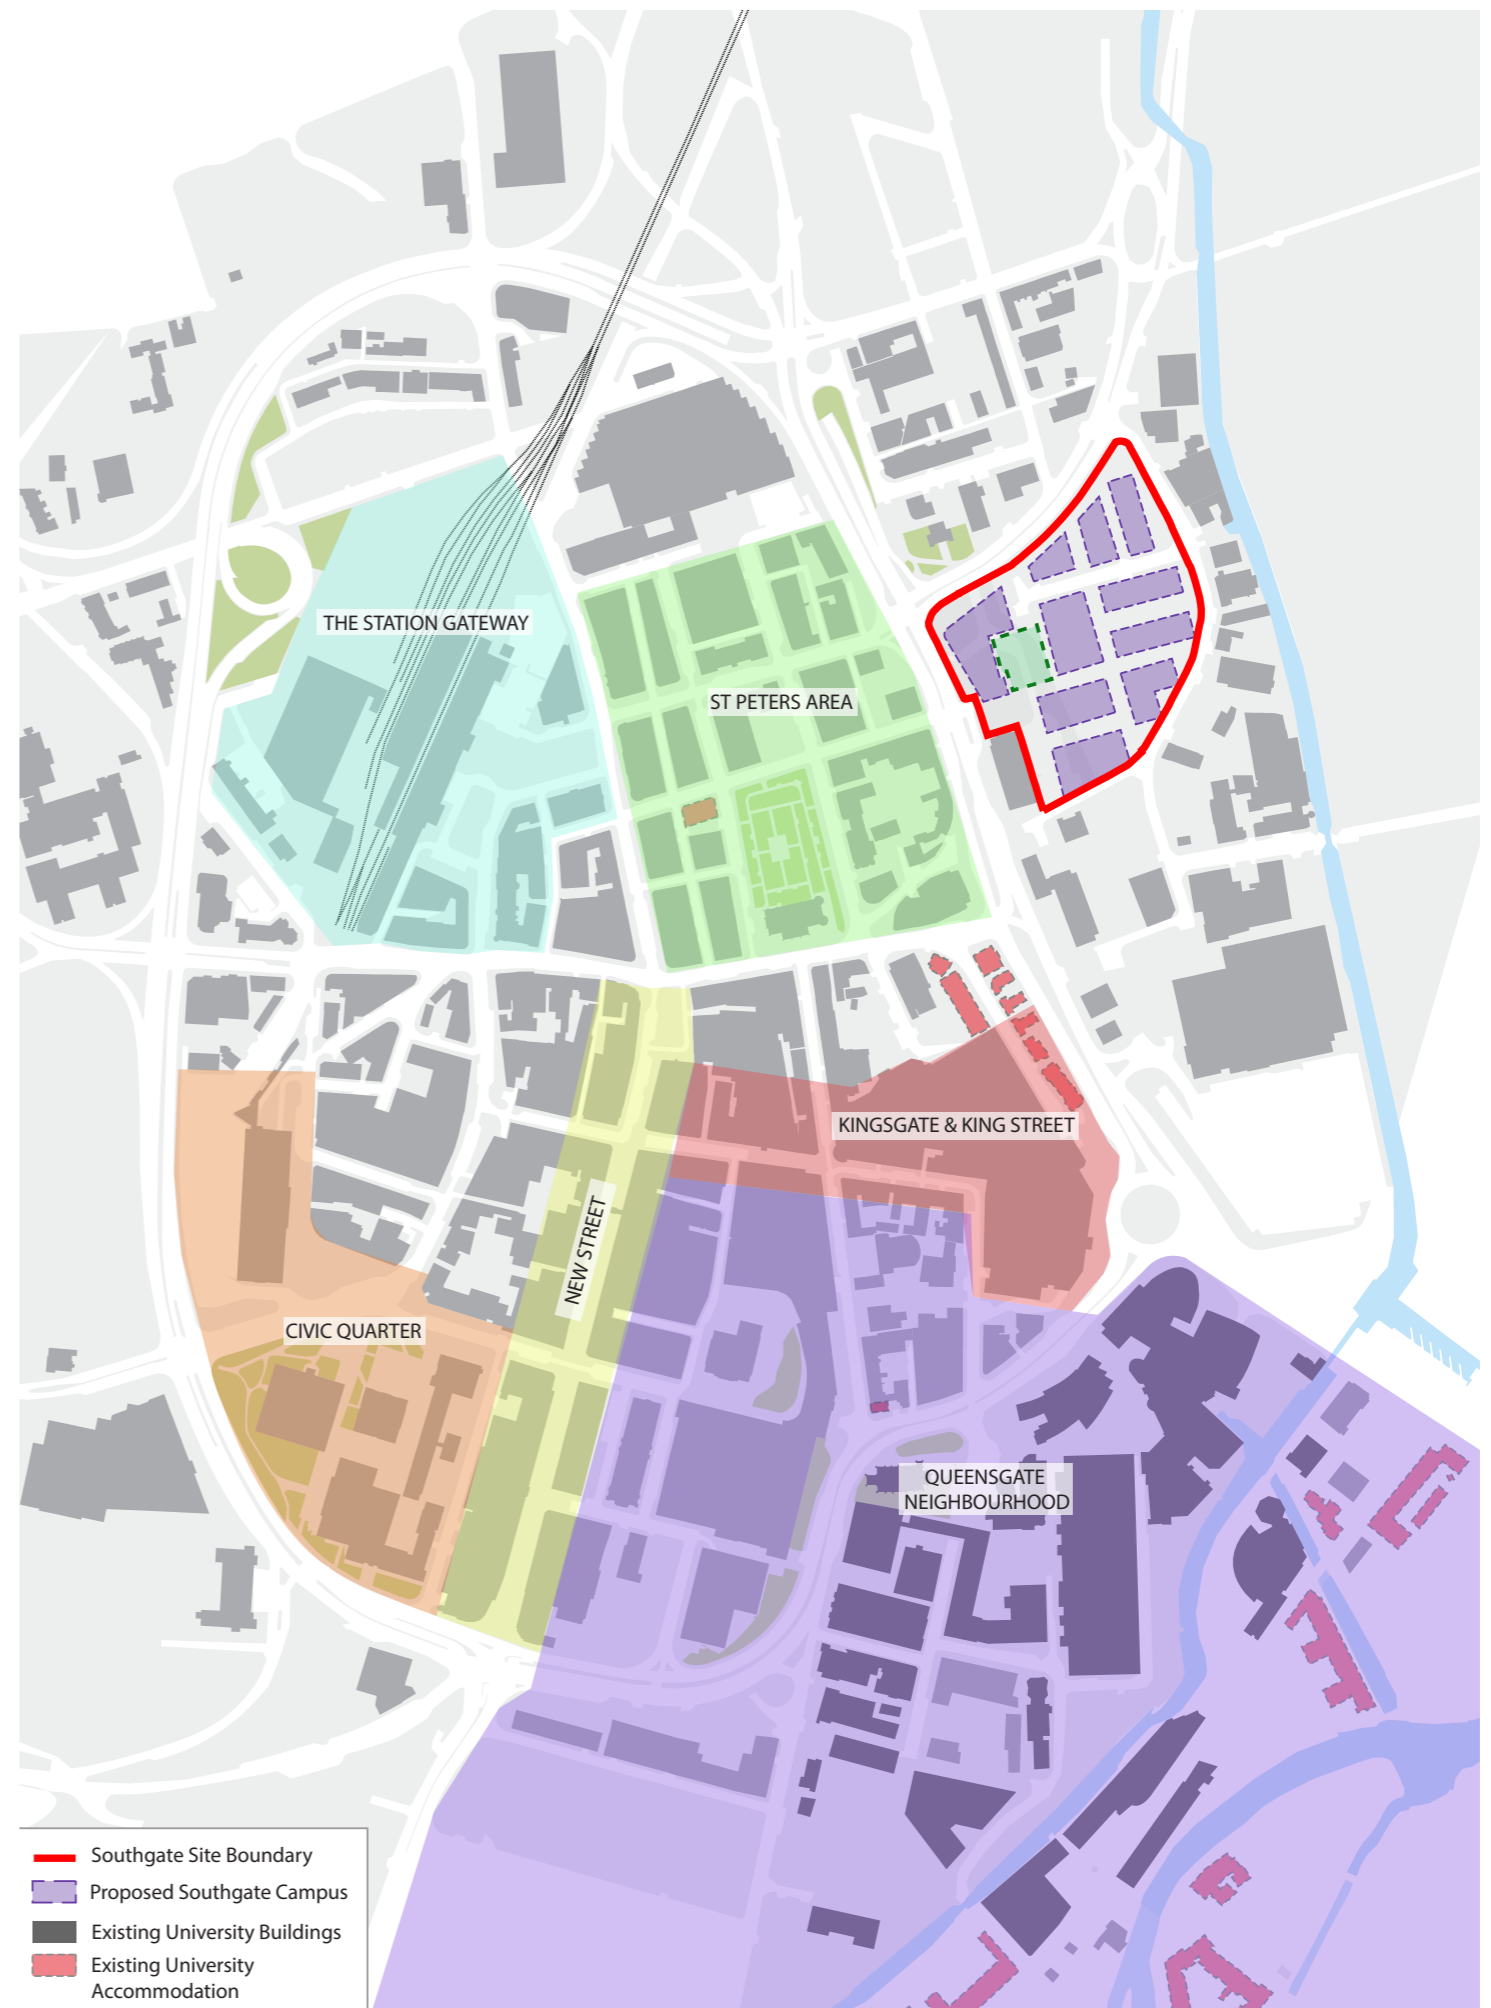 THE STATION GATEWAY
ST PETERS AREA
KINGSGATE & KING STREET
NEW STREET
CIVIC QUARTER
QUEENSGATE
NEIGHBOURHOOD
Southgate Site Boundary
Proposed Southgate Campus
Existing University Buildings
Existing University
Accommodation